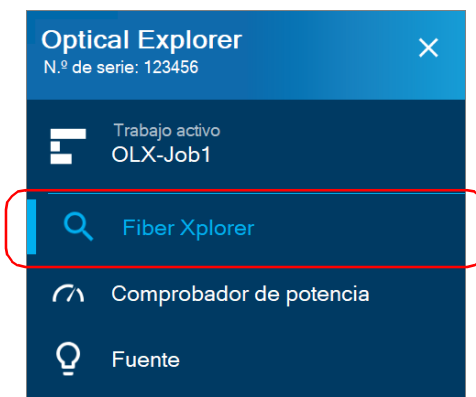 Optical Explorer
N.º de serie: 123456
Trabajo activo
OLX-Job1
Fiber Xplorer
Comprobador de potencia
Fuente